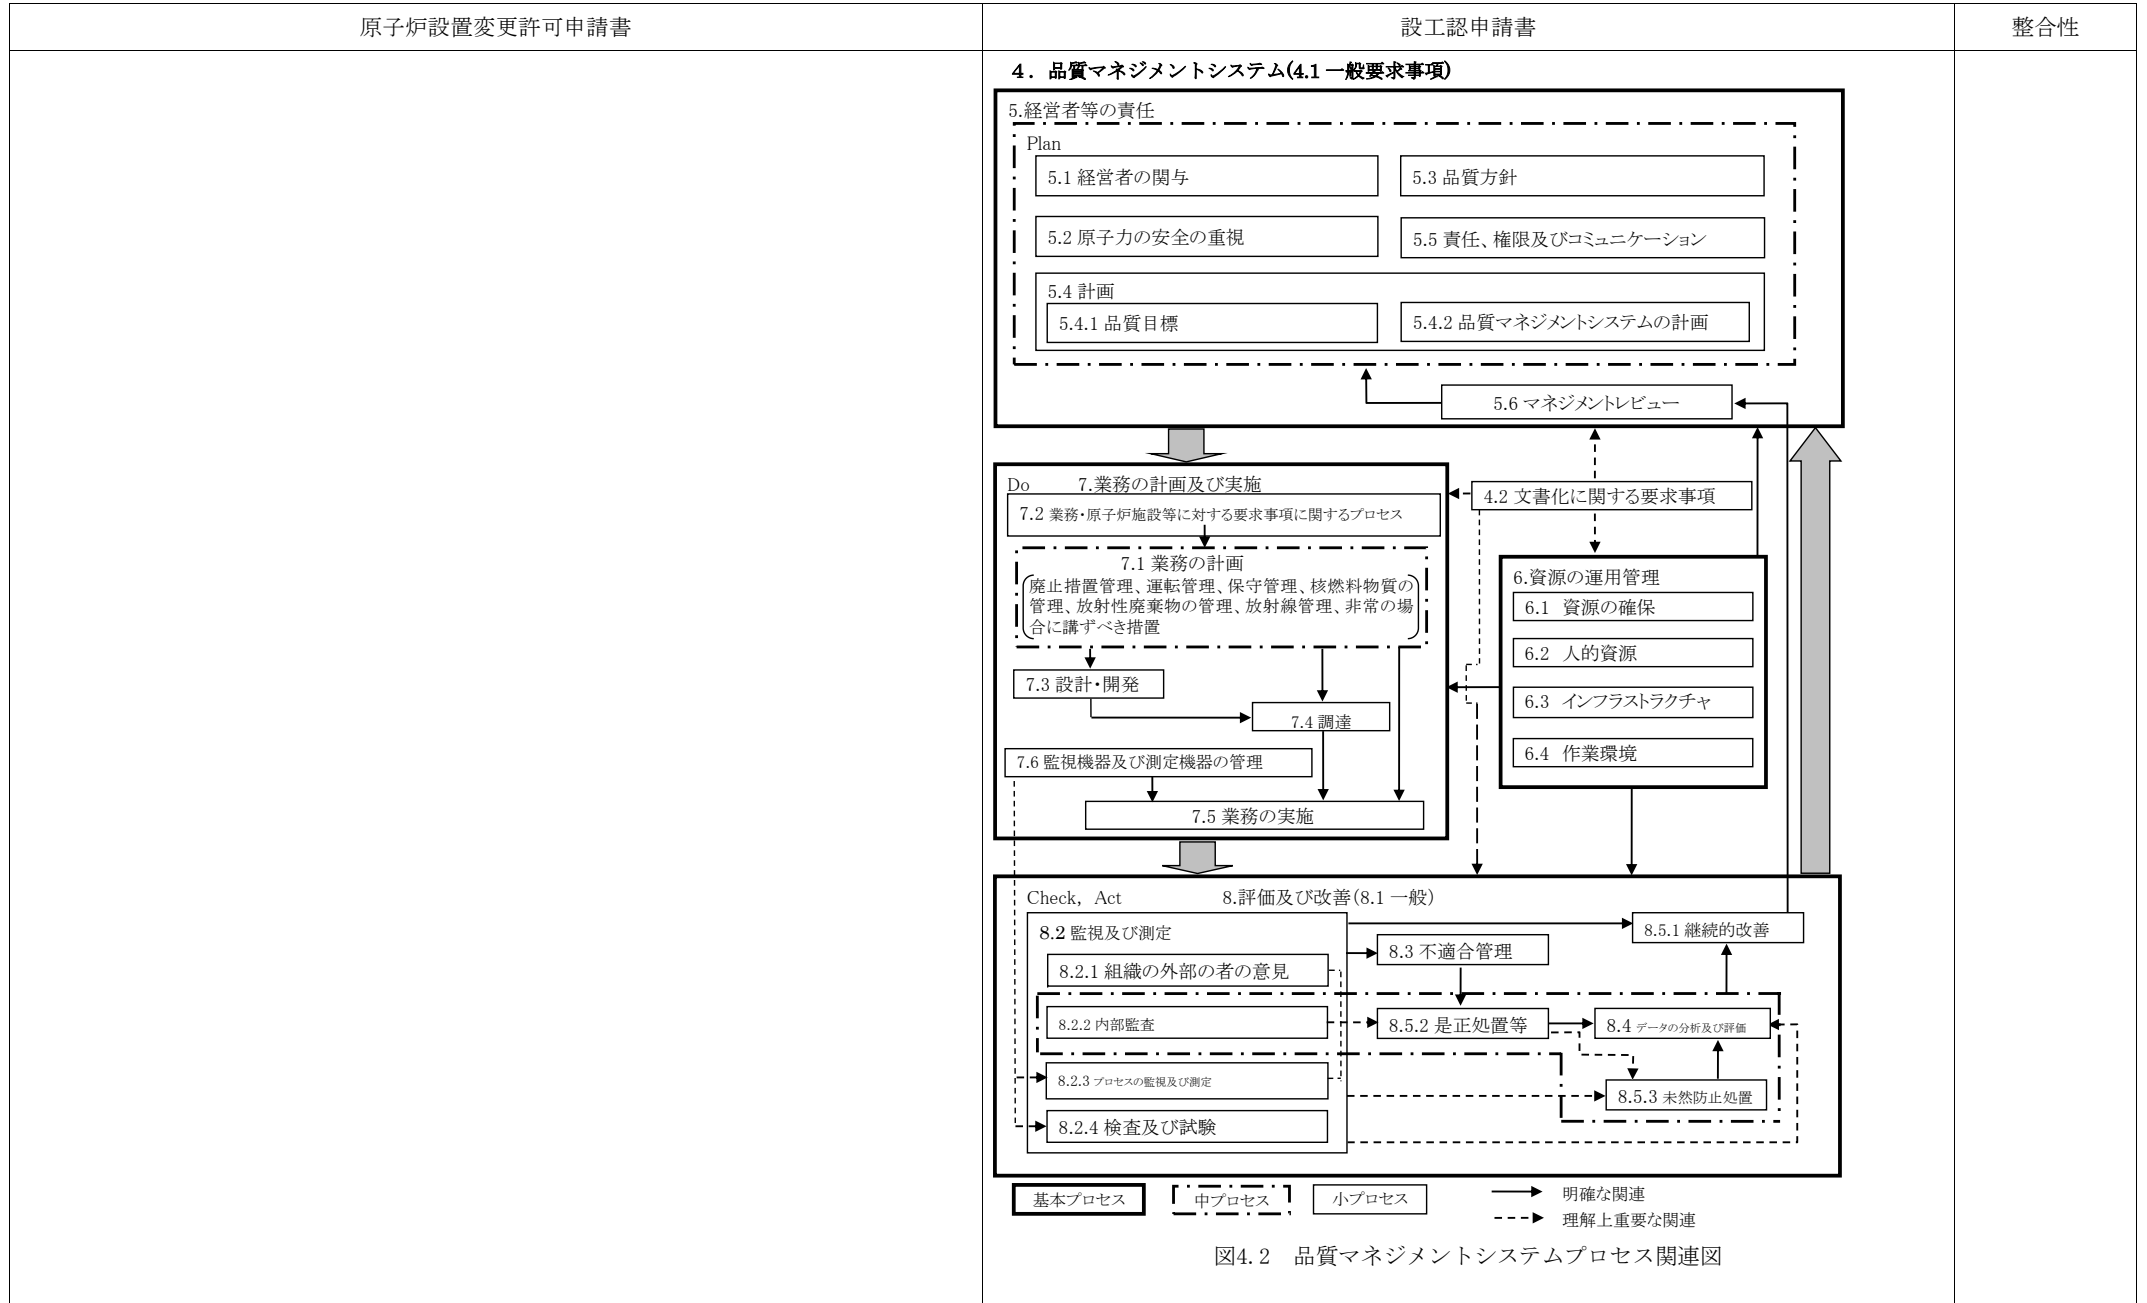 原子炉設置変更許可申請書
設工認申請書
整合性
４．品質マネジメントシステム(4.1 一般要求事項)
5.経営者等の責任
Plan
5.1 経営者の関与
5.3 品質方針
5.2 原子力の安全の重視
5.5 責任、権限及びコミュニケーション
5.4 計画
5.4.1 品質目標
5.4.2 品質マネジメントシステムの計画
5.6 マネジメントレビュー
Do 7.業務の計画及び実施
7.2 業務・原子炉施設等に対する要求事項に関するプロセス
4.2 文書化に関する要求事項
7.1 業務の計画
廃止措置管理、運転管理、保守管理、核燃料物質の
管理、放射性廃棄物の管理、放射線管理、非常の場
合に講ずべき措置
7.3 設計・開発
7.4 調達
7.6 監視機器及び測定機器の管理
7.5 業務の実施
6.資源の運用管理
6.1 資源の確保
6.2 人的資源
6.3 インフラストラクチャ
6.4 作業環境
Check, Act 8.評価及び改善(8.1 一般)
8.2 監視及び測定
8.5.1 継続的改善
8.3 不適合管理
8.2.1 組織の外部の者の意見
8.2.2 内部監査
8.5.2 是正処置等
8.4 データの分析及び評価
8.2.3 プロセスの監視及び測定
8.5.3 未然防止処置
8.2.4 検査及び試験
基本プロセス
中プロセス
小プロセス
明確な関連
理解上重要な関連
図4.2 品質マネジメントシステムプロセス関連図